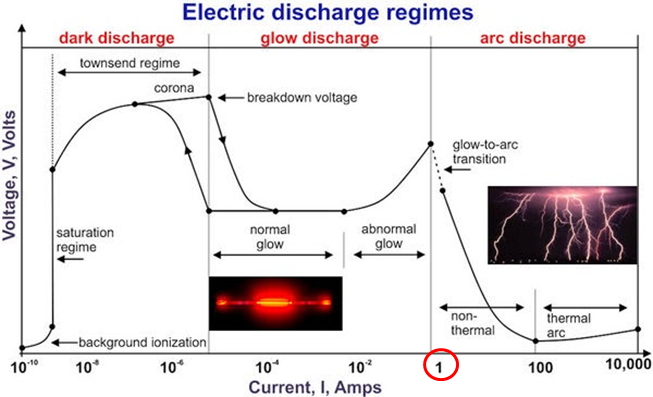 Electric discharge regimes
dark discharge
glow discharge
arc discharge
townsend regime
corona
breakdown voltage
glow-to-arc
transition
saturation
regime
normal
glow
abnormal
glow
non-
thermal
thermal
arc
background ionization
Voltage, V, Volts
10⁻¹⁰
10⁻⁸
10⁻⁶
10⁻⁴
10⁻²
1
100
10,000
Current, I, Amps